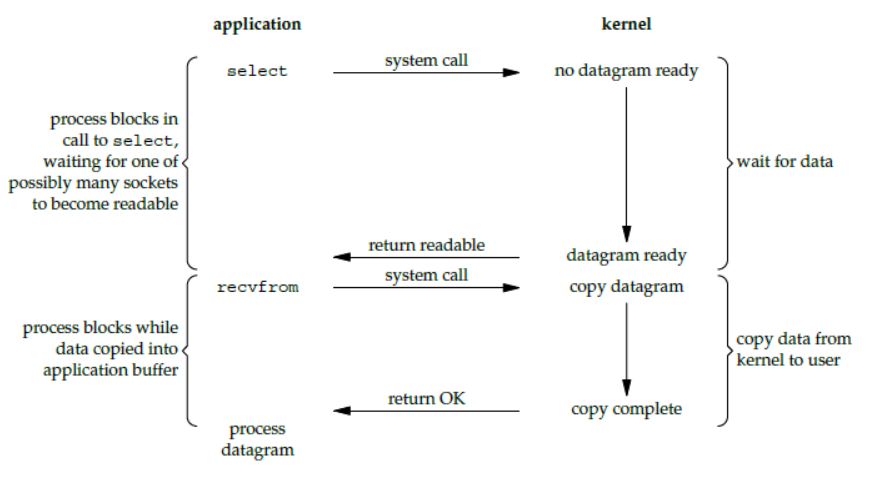 application
kernel
select
system call
no datagram ready
process blocks in
call to select,
waiting for one of
possibly many sockets
to become readable
wait for data
return readable
datagram ready
recvfrom
system call
copy datagram
process blocks while
data copied into
application buffer
copy data from
kernel to user
return OK
copy complete
process
datagram